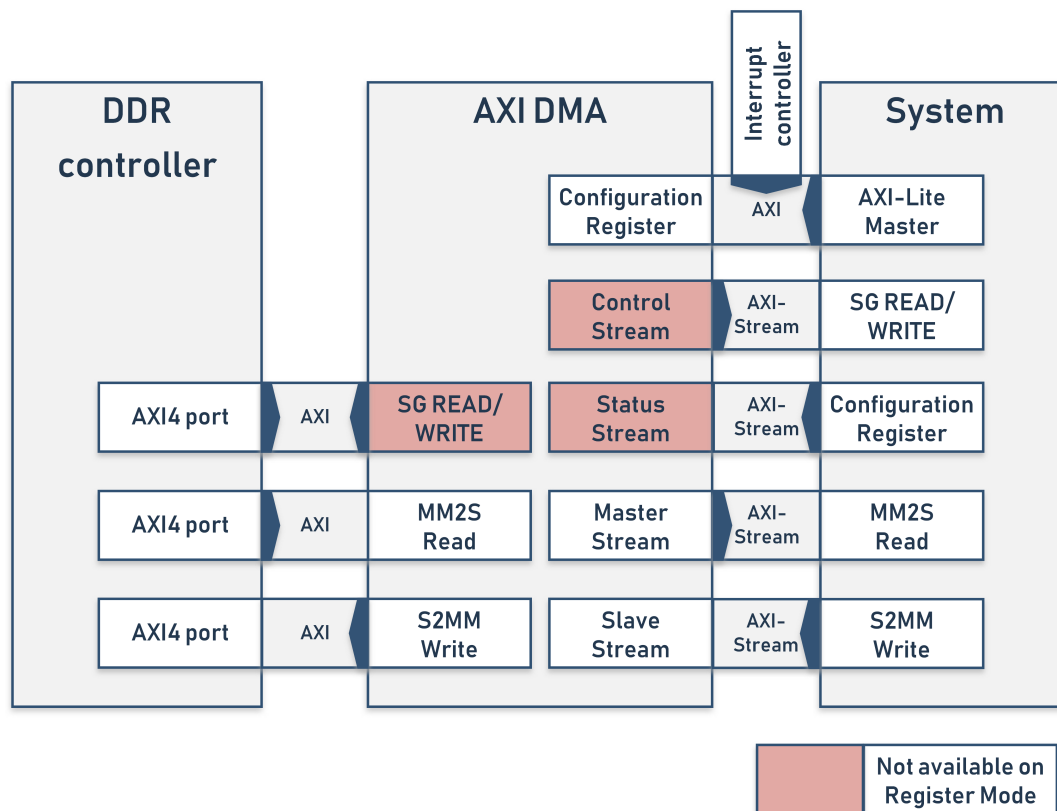 Interrupt
controller
DDR
controller
AXI DMA
System
Configuration
Register
AXI
AXI-Lite
Master
Control
Stream
AXI-
Stream
SG READ/
WRITE
AXI4 port
AXI
SG READ/
WRITE
Status
Stream
AXI-
Stream
Configuration
Register
AXI4 port
AXI
MM2S
Read
Master
Stream
AXI-
Stream
MM2S
Read
AXI4 port
AXI
S2MM
Write
Slave
Stream
AXI-
Stream
S2MM
Write
Not available on
Register Mode